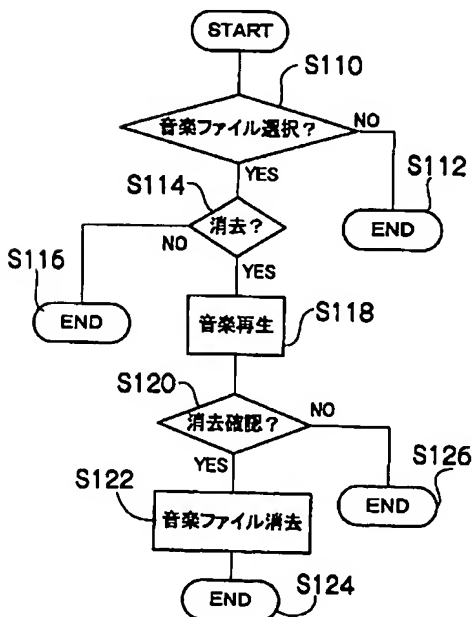 START
S110
音楽ファイル選択？
NO
YES
S112
S114
END
消去？
NO
YES
S116
END
音楽再生
S118
S120
消去確認？
NO
YES
S122
S126
END
音楽ファイル消去
END
S124